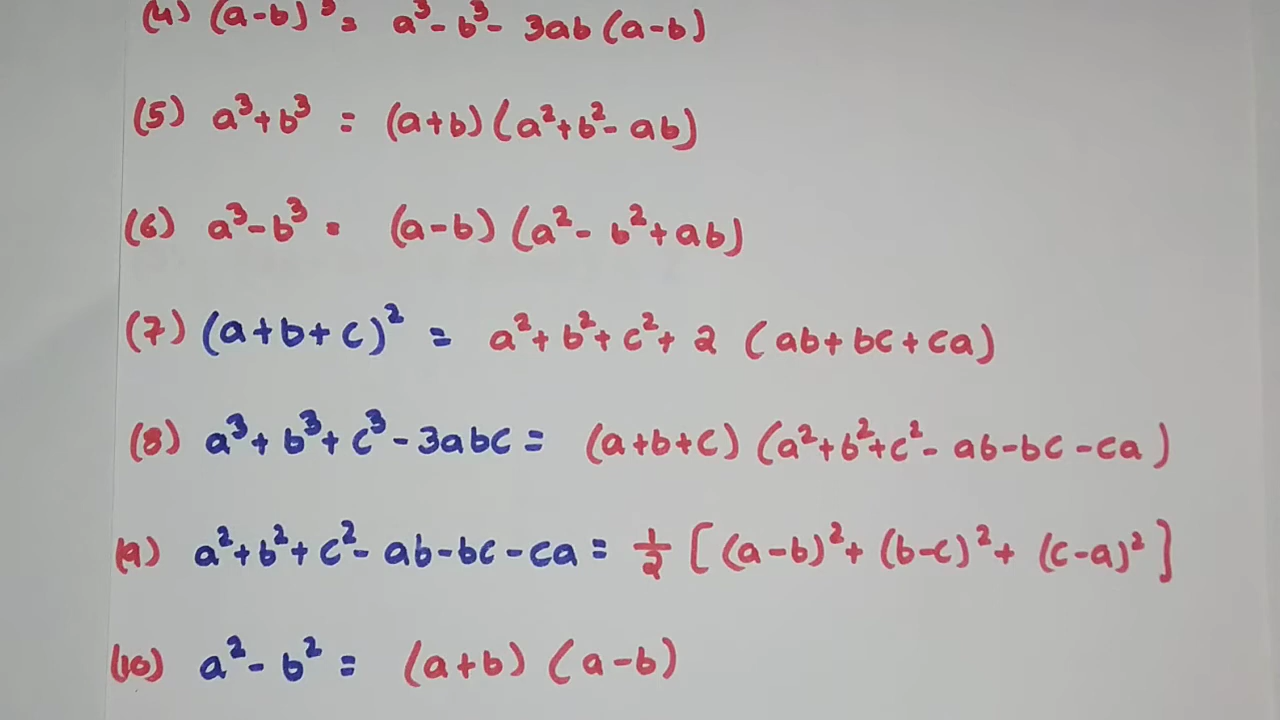 (4) (a-b)³ = a³-b³- 3ab (a-b)
(5) a³+b³ = (a+b) (a²+b²- ab)
(6) a³-b³ = (a-b) (a²- b²+ab)
(7) (a+b+c)² = a²+b²+c²+ 2 (ab+bc+ca)
(8) a³+b³+c³-3abc = (a+b+c) (a²+b²+c²- ab-bc-ca)
(9) a²+b²+c²- ab-bc-ca = 1/2 [(a-b)²+ (b-c)²+ (c-a)²]
(10) a²- b² = (a+b) (a-b)